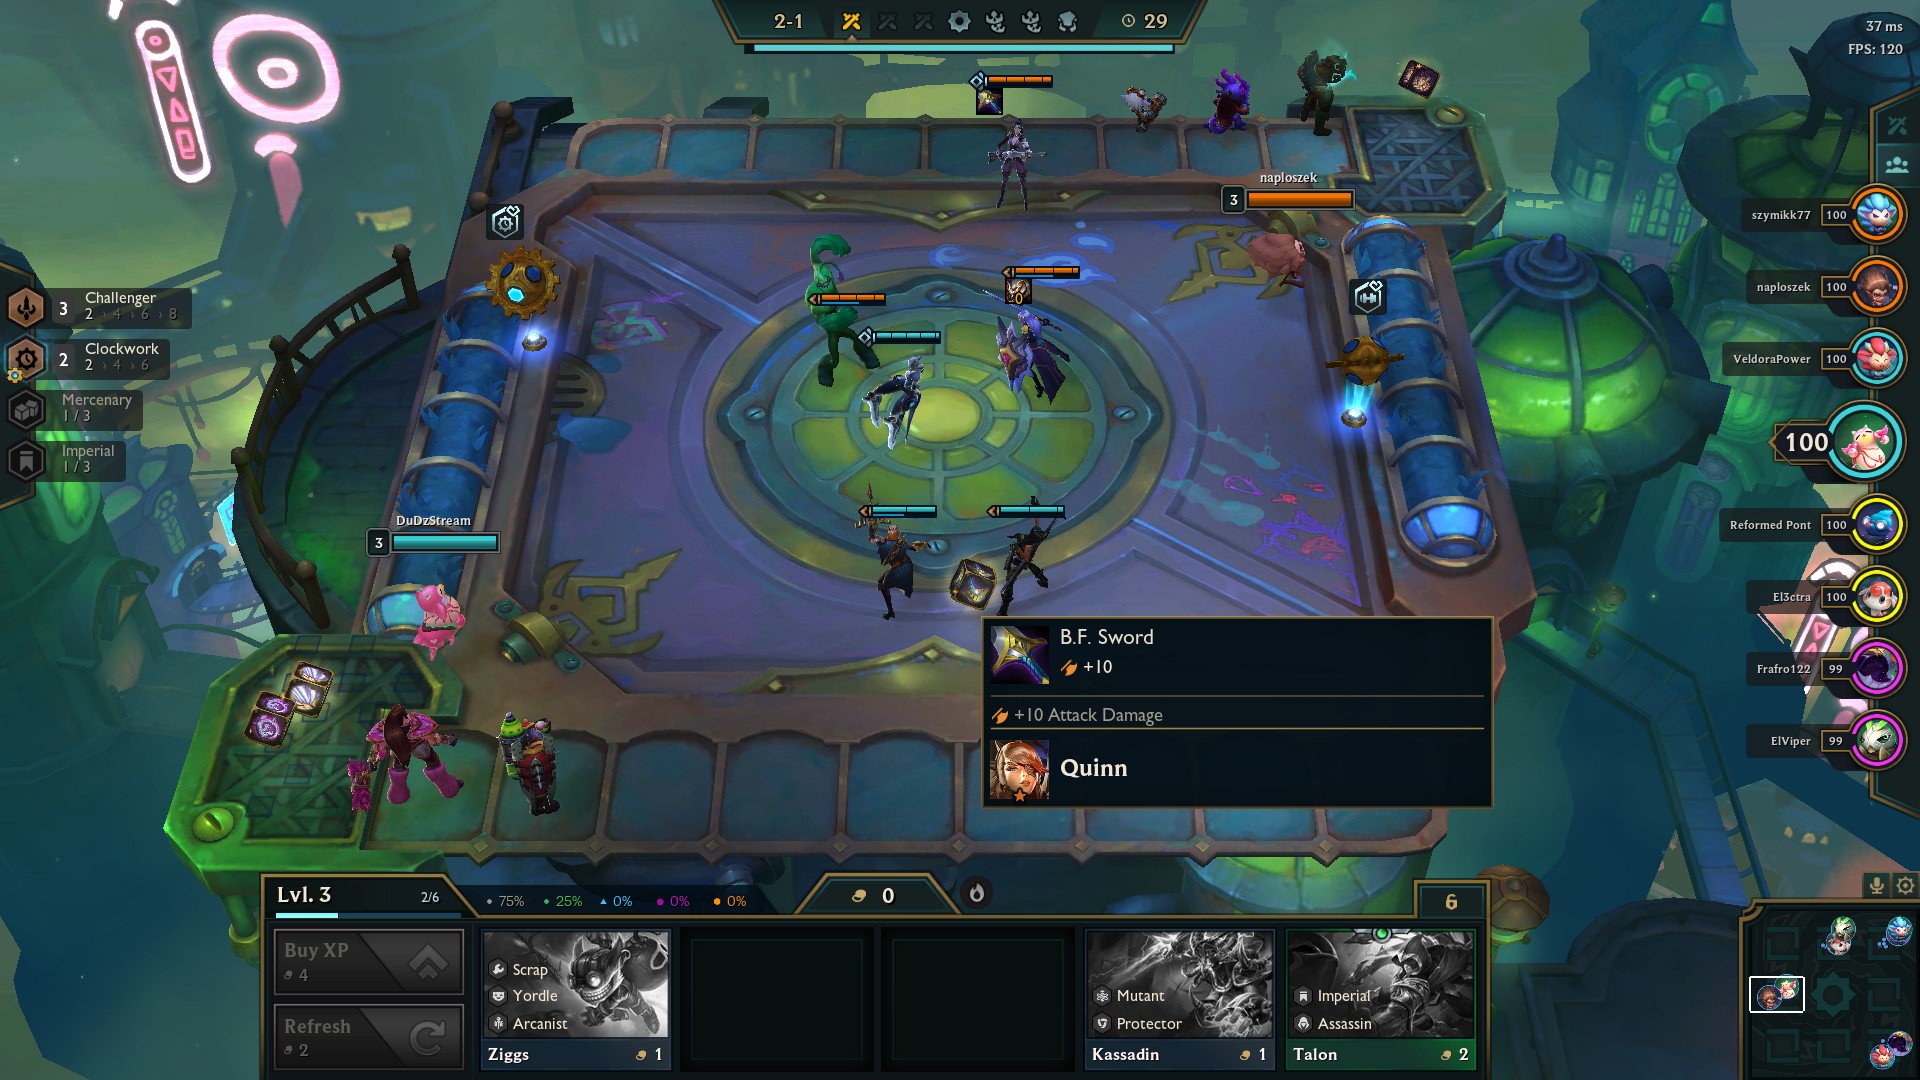 2-1
29
37 ms
FPS: 120
naploszek
3
szymikk77
100
naploszek
100
VeldoraPower
100
100
Reformed Pont
100
El3ctra
100
Frafro122
99
ElViper
99
3
Challenger
2 › 4 › 6 › 8
2
Clockwork
2 › 4 › 6
Mercenary
1 / 3
Imperial
1 / 3
DuDzStream
3
B.F. Sword
+10
+10 Attack Damage
Quinn
Lvl. 3
2/6
75%
25%
0%
0%
0%
0
6
Buy XP
4
Refresh
2
Scrap
Yordle
Arcanist
Ziggs
1
Mutant
Protector
Kassadin
1
Imperial
Assassin
Talon
2